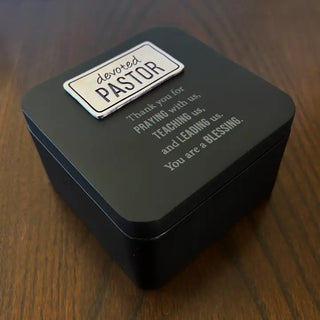 devoted
PASTOR
Thank you for
PRAYING with us,
TEACHING us,
and LEADING us.
You are a BLESSING.